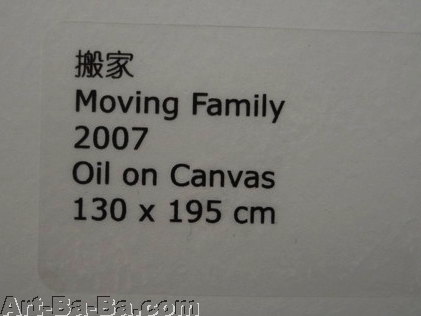 搬家
Moving Family
2007
Oil on Canvas
130 x 195 cm
Art-Ba-Ba.com